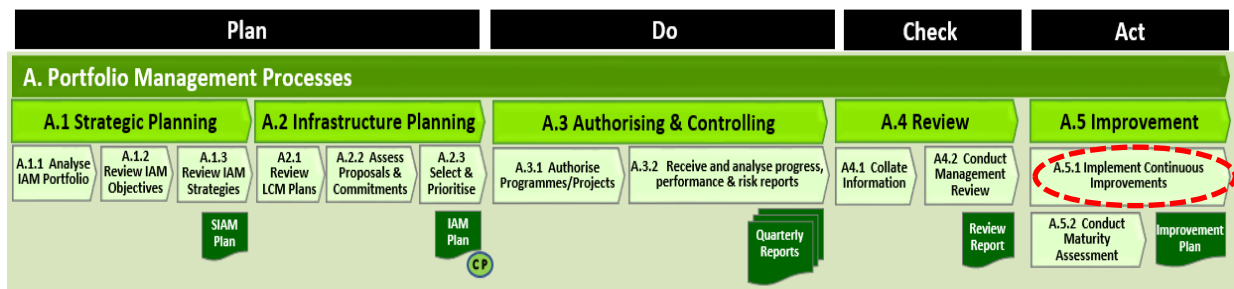 Plan
Do
Check
Act
A. Portfolio Management Processes
A.1 Strategic Planning
A.2 Infrastructure Planning
A.3 Authorising & Controlling
A.4 Review
A.5 Improvement
A.1.1 Analyse
IAM Portfolio
A.1.2
Review IAM
Objectives
A.1.3
Review IAM
Strategies
A2.1
Review
LCM Plans
A.2.2 Assess
Proposals &
Commitments
A.2.3
Select &
Prioritise
A.3.1 Authorise
Programmes/Projects
A.3.2 Receive and analyse progress,
performance & risk reports
A4.1 Collate
Information
A4.2 Conduct
Management
Review
A.5.1 Implement Continuous
Improvements
SIAM
Plan
IAM
Plan
C P
Quarterly
Reports
Review
Report
A.5.2 Conduct
Maturity
Assessment
Improvement
Plan